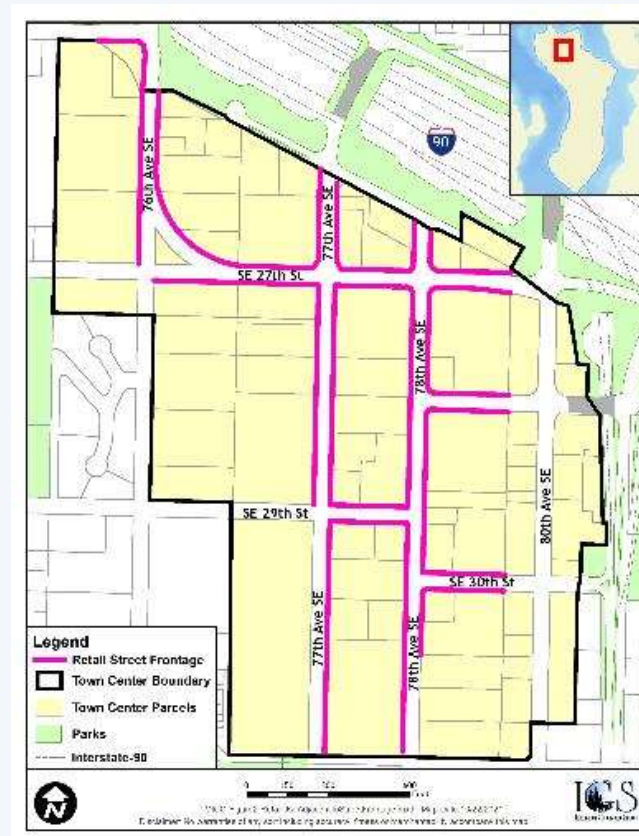 90
76th Ave SE
77th Ave SE
SE 27th St
78th Ave SE
80th Ave SE
SE 29th St
SE 30th St
77th Ave SE
78th Ave SE
Legend
Retail Street Frontage
Town Center Boundary
Town Center Parcels
Parks
Interstate-90
N
0
IGS